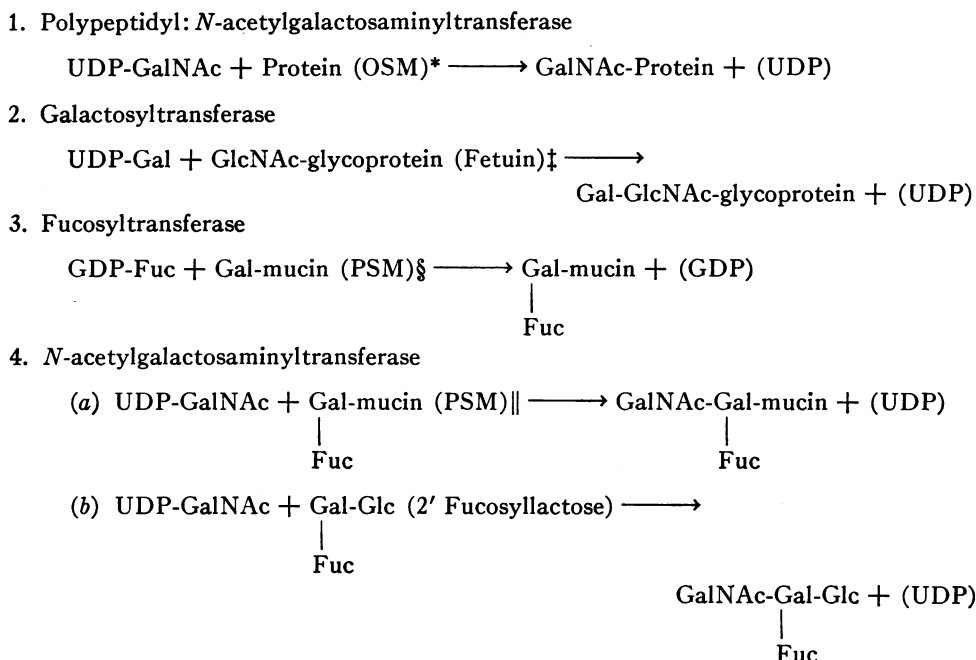 1. Polypeptidyl: N-acetylgalactosaminyltransferase
UDP-GalNAc + Protein (OSM)* ⟶ GalNAc-Protein + (UDP)
2. Galactosyltransferase
UDP-Gal + GlcNAc-glycoprotein (Fetuin)‡ ⟶
Gal-GlcNAc-glycoprotein + (UDP)
3. Fucosyltransferase
GDP-Fuc + Gal-mucin (PSM)§ ⟶ Gal-mucin + (GDP)
Fuc
4. N-acetylgalactosaminyltransferase
(a) UDP-GalNAc + Gal-mucin (PSM)‖ ⟶ GalNAc-Gal-mucin + (UDP)
Fuc Fuc
(b) UDP-GalNAc + Gal-Glc (2′ Fucosyllactose) ⟶
Fuc
GalNAc-Gal-Glc + (UDP)
Fuc